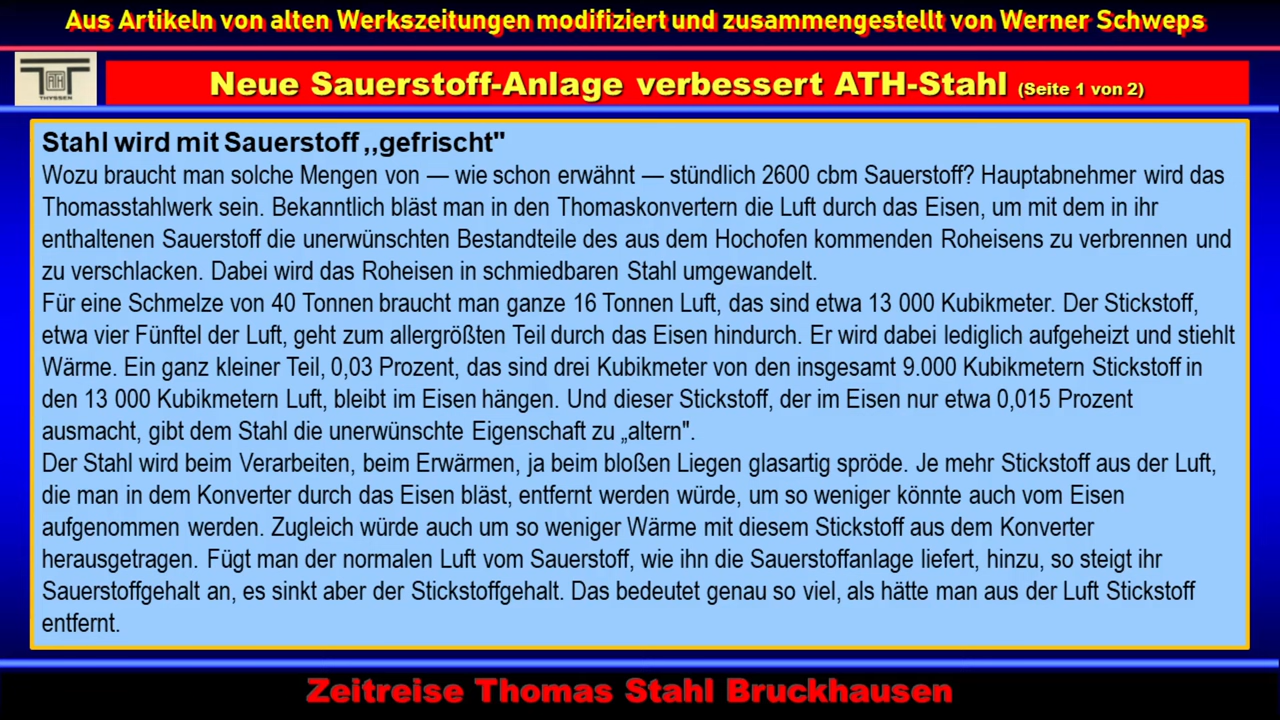 Aus Artikeln von alten Werkszeitungen modifiziert und zusammengestellt von Werner Schweps
ATH
THYSSEN
Neue Sauerstoff-Anlage verbessert ATH-Stahl (Seite 1 von 2)
Stahl wird mit Sauerstoff ,,gefrischt"
Wozu braucht man solche Mengen von — wie schon erwähnt — stündlich 2600 cbm Sauerstoff? Hauptabnehmer wird das
Thomasstahlwerk sein. Bekanntlich bläst man in den Thomaskonvertern die Luft durch das Eisen, um mit dem in ihr
enthaltenen Sauerstoff die unerwünschten Bestandteile des aus dem Hochofen kommenden Roheisens zu verbrennen und
zu verschlacken. Dabei wird das Roheisen in schmiedbaren Stahl umgewandelt.
Für eine Schmelze von 40 Tonnen braucht man ganze 16 Tonnen Luft, das sind etwa 13 000 Kubikmeter. Der Stickstoff,
etwa vier Fünftel der Luft, geht zum allergrößten Teil durch das Eisen hindurch. Er wird dabei lediglich aufgeheizt und stiehlt
Wärme. Ein ganz kleiner Teil, 0,03 Prozent, das sind drei Kubikmeter von den insgesamt 9.000 Kubikmetern Stickstoff in
den 13 000 Kubikmetern Luft, bleibt im Eisen hängen. Und dieser Stickstoff, der im Eisen nur etwa 0,015 Prozent
ausmacht, gibt dem Stahl die unerwünschte Eigenschaft zu „altern".
Der Stahl wird beim Verarbeiten, beim Erwärmen, ja beim bloßen Liegen glasartig spröde. Je mehr Stickstoff aus der Luft,
die man in dem Konverter durch das Eisen bläst, entfernt werden würde, um so weniger könnte auch vom Eisen
aufgenommen werden. Zugleich würde auch um so weniger Wärme mit diesem Stickstoff aus dem Konverter
herausgetragen. Fügt man der normalen Luft vom Sauerstoff, wie ihn die Sauerstoffanlage liefert, hinzu, so steigt ihr
Sauerstoffgehalt an, es sinkt aber der Stickstoffgehalt. Das bedeutet genau so viel, als hätte man aus der Luft Stickstoff
entfernt.
Zeitreise Thomas Stahl Bruckhausen